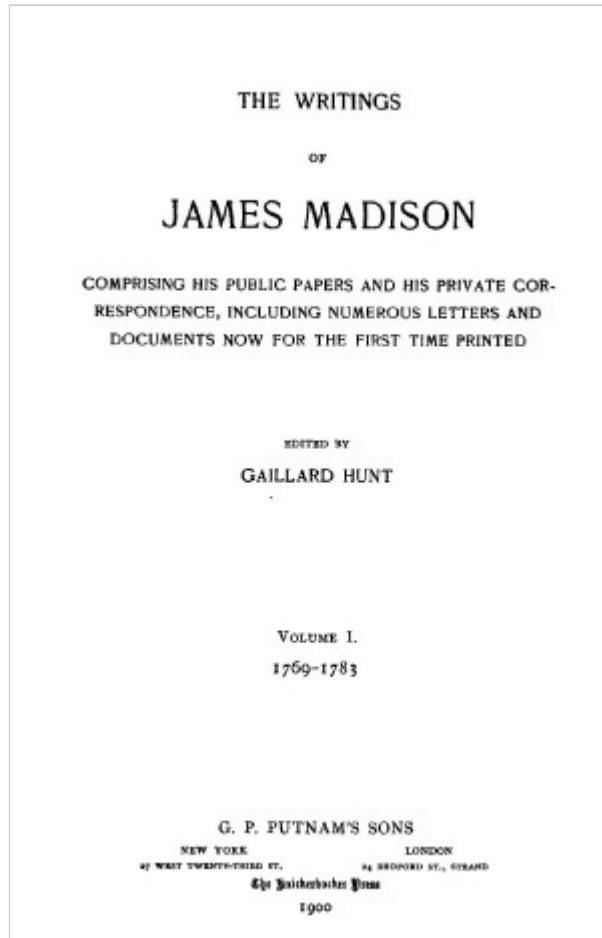 THE WRITINGS
OF
JAMES MADISON
COMPRISING HIS PUBLIC PAPERS AND HIS PRIVATE COR-
RESPONDENCE, INCLUDING NUMEROUS LETTERS AND
DOCUMENTS NOW FOR THE FIRST TIME PRINTED
EDITED BY
GAILLARD HUNT
VOLUME I.
1769-1783
G. P. PUTNAM'S SONS
NEW YORK LONDON
27 WEST TWENTY-THIRD ST. 24 BEDFORD ST., STRAND
The Knickerbocker Press
1900